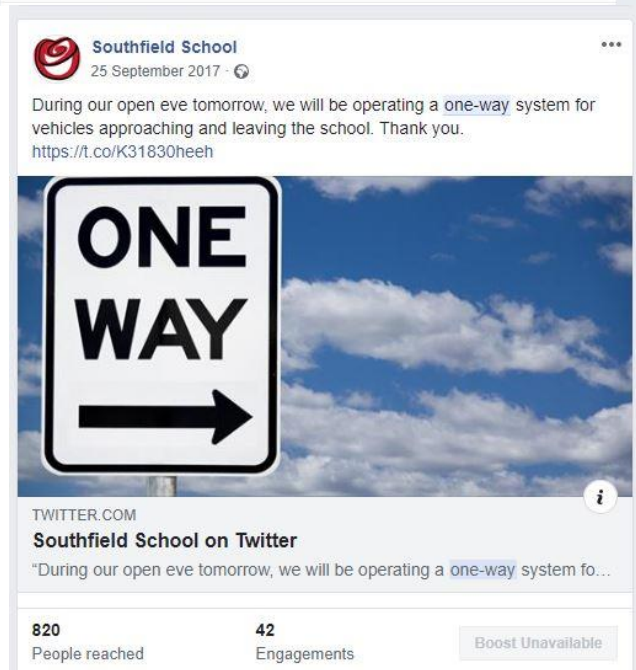 Southfield School
25 September 2017 ·
During our open eve tomorrow, we will be operating a one-way system for
vehicles approaching and leaving the school. Thank you.
https://t.co/K31830heeh
ONE
WAY
TWITTER.COM
Southfield School on Twitter
“During our open eve tomorrow, we will be operating a one-way system fo...
820
People reached
42
Engagements
Boost Unavailable